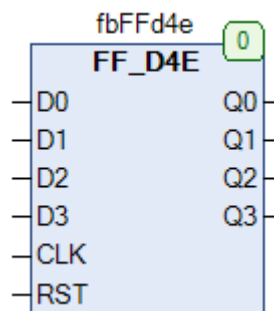 fbFFd4e
0
FF_D4E
D0 Q0
D1 Q1
D2 Q2
D3 Q3
CLK
RST